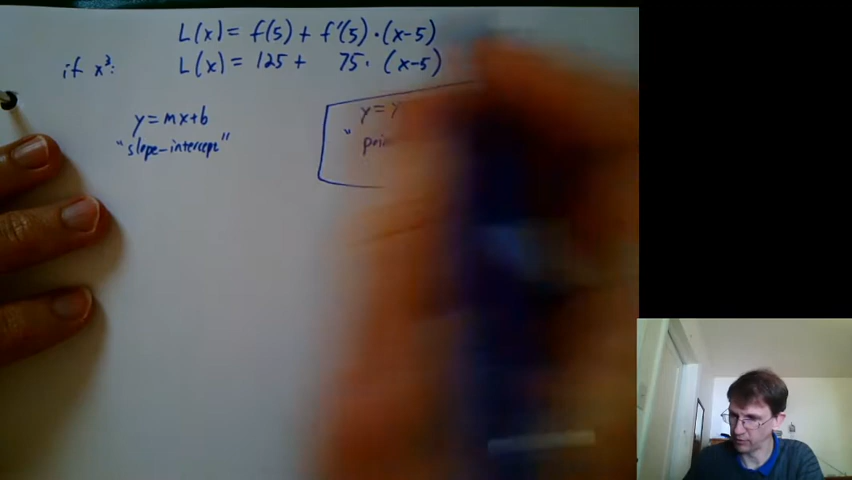 L(x) = f(5) + f'(5) · (x-5)
if x³: L(x) = 125 + 75 · (x-5)
y = mx+b
"slope-intercept"
y =
"